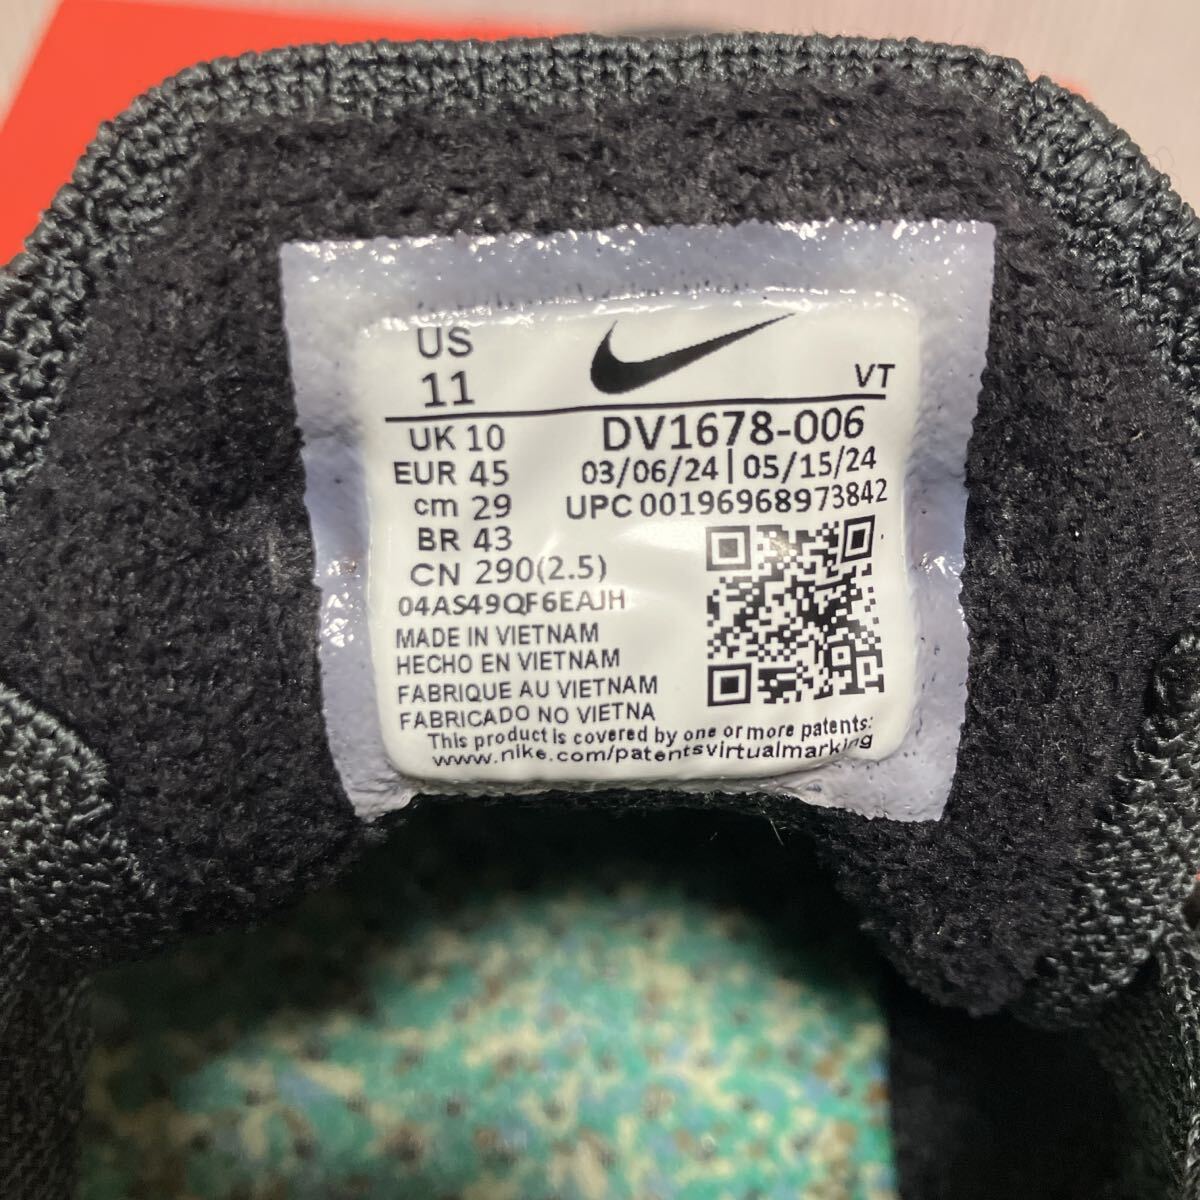 US
11
VT
UK 10
DV1678-006
EUR 45
03/06/24 | 05/15/24
cm 29
UPC 00196968973842
BR 43
CN 290(2.5)
04AS49QF6EAJH
MADE IN VIETNAM
HECHO EN VIETNAM
FABRIQUE AU VIETNAM
FABRICADO NO VIETNA
This product is covered by one or more patents:
www.nike.com/patentsvirtualmarking